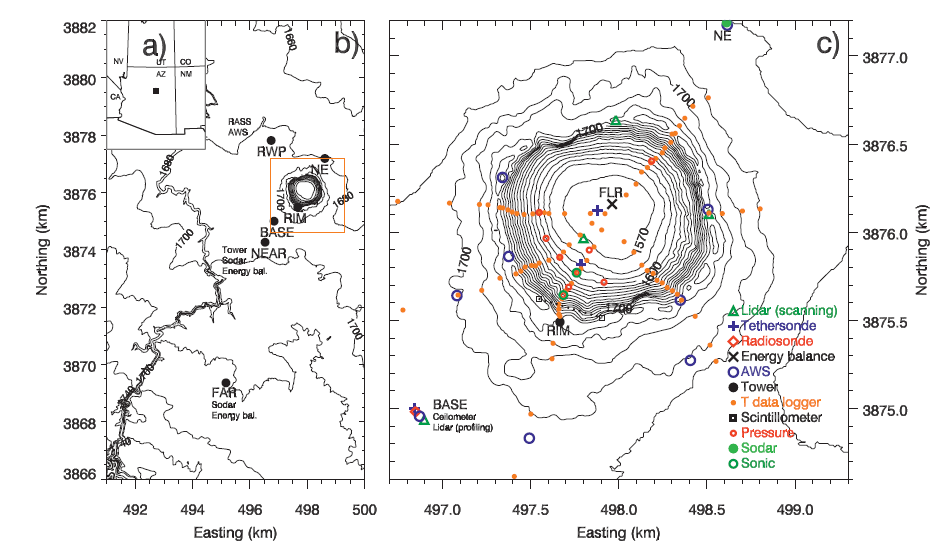 a)
b)
c)
NV
UT
CO
CA
AZ
NM
3882
3880
3878
3876
3874
3872
3870
3868
3866
Northing (km)
492
494
496
498
500
Easting (km)
1660
1680
RASS
AWS
RWP
NE
1700
1680
RIM
BASE
1700
NEAR
Tower
Sodar
Energy bal.
1700
1700
FAR
Sodar
Energy bal.
NE
3877.0
3876.5
3876.0
3875.5
3875.0
Northing (km)
497.0
497.5
498.0
498.5
499.0
Easting (km)
1700
1700
FLR
1570
1700
1600
1700
RIM
BASE
Ceilometer
Lidar (profiling)
Lidar (scanning)
Tethersonde
Radiosonde
Energy balance
AWS
Tower
T data logger
Scintillometer
Pressure
Sodar
Sonic